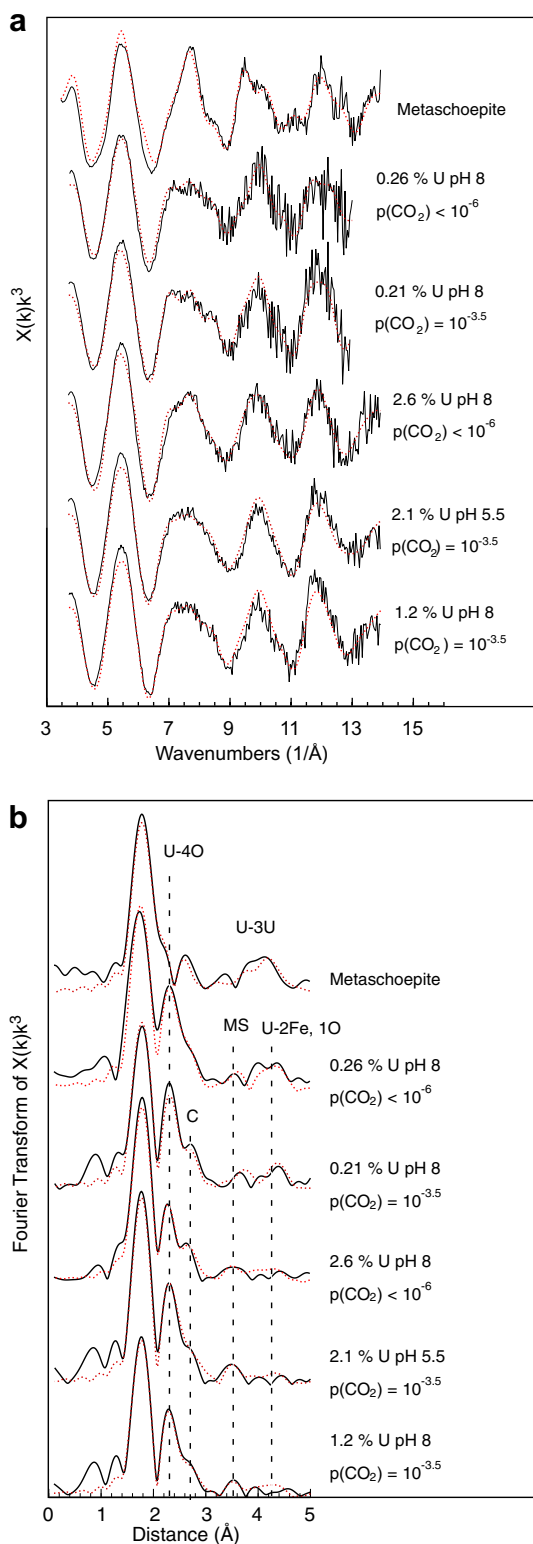 a
X(k)k³
Metaschoepite
0.26 % U pH 8
p(CO₂) < 10⁻⁶
0.21 % U pH 8
p(CO₂) = 10⁻³·⁵
2.6 % U pH 8
p(CO₂) < 10⁻⁶
2.1 % U pH 5.5
p(CO₂) = 10⁻³·⁵
1.2 % U pH 8
p(CO₂) = 10⁻³·⁵
3 5 7 9 11 13 15
Wavenumbers (1/Å)
b
Fourier Transform of X(k)k³
U-4O
U-3U
Metaschoepite
MS
U-2Fe, 1O
0.26 % U pH 8
p(CO₂) < 10⁻⁶
C
0.21 % U pH 8
p(CO₂) = 10⁻³·⁵
2.6 % U pH 8
p(CO₂) < 10⁻⁶
2.1 % U pH 5.5
p(CO₂) = 10⁻³·⁵
1.2 % U pH 8
p(CO₂) = 10⁻³·⁵
0 1 2 3 4 5
Distance (Å)